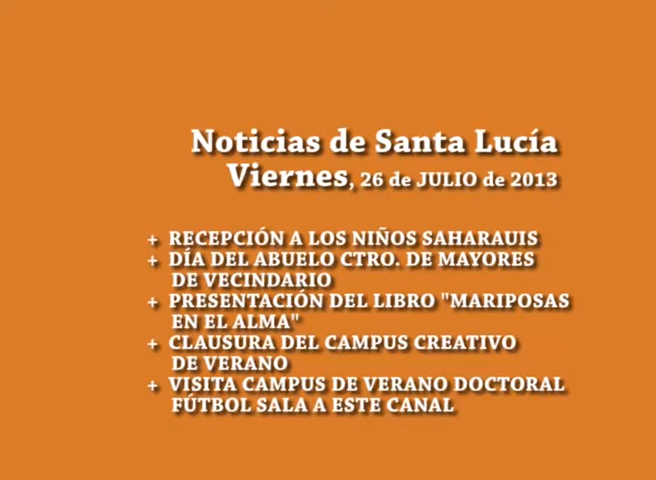 Noticias de Santa Lucía
Viernes, 26 de JULIO de 2013
+ RECEPCIÓN A LOS NIÑOS SAHARAUIS
+ DÍA DEL ABUELO CTRO. DE MAYORES
DE VECINDARIO
+ PRESENTACIÓN DEL LIBRO "MARIPOSAS
EN EL ALMA"
+ CLAUSURA DEL CAMPUS CREATIVO
DE VERANO
+ VISITA CAMPUS DE VERANO DOCTORAL
FÚTBOL SALA A ESTE CANAL